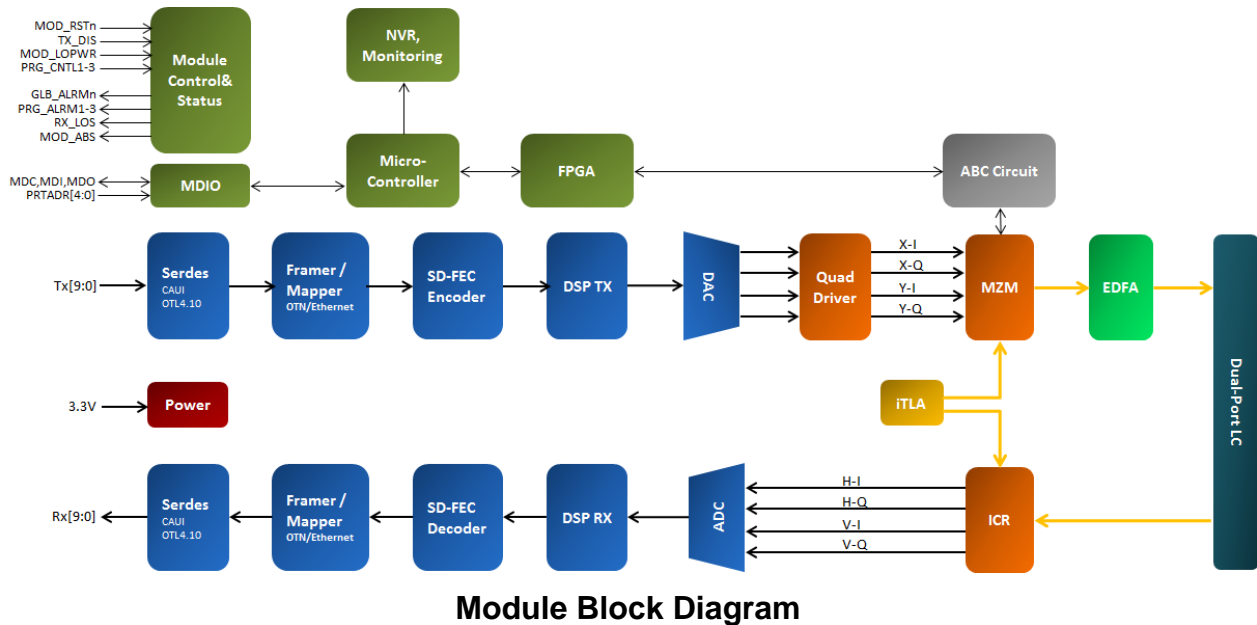 MOD_RSTn
TX_DIS
MOD_LOPWR
PRG_CNTL1-3
GLB_ALRMn
PRG_ALRM1-3
RX_LOS
MOD_ABS
Module
Control&
Status
NVR,
Monitoring
MDC,MDI,MDO
PRTADR[4:0]
MDIO
Micro-
Controller
FPGA
ABC Circuit
Tx[9:0]
Serdes
CAUI
OTL4.10
Framer /
Mapper
OTN/Ethernet
SD-FEC
Encoder
DSP TX
DAC
Quad
Driver
X-I
X-Q
Y-I
Y-Q
MZM
EDFA
Dual-Port LC
3.3V
Power
iTLA
Rx[9:0]
Serdes
CAUI
OTL4.10
Framer /
Mapper
OTN/Ethernet
SD-FEC
Decoder
DSP RX
ADC
H-I
H-Q
V-I
V-Q
ICR
Module Block Diagram